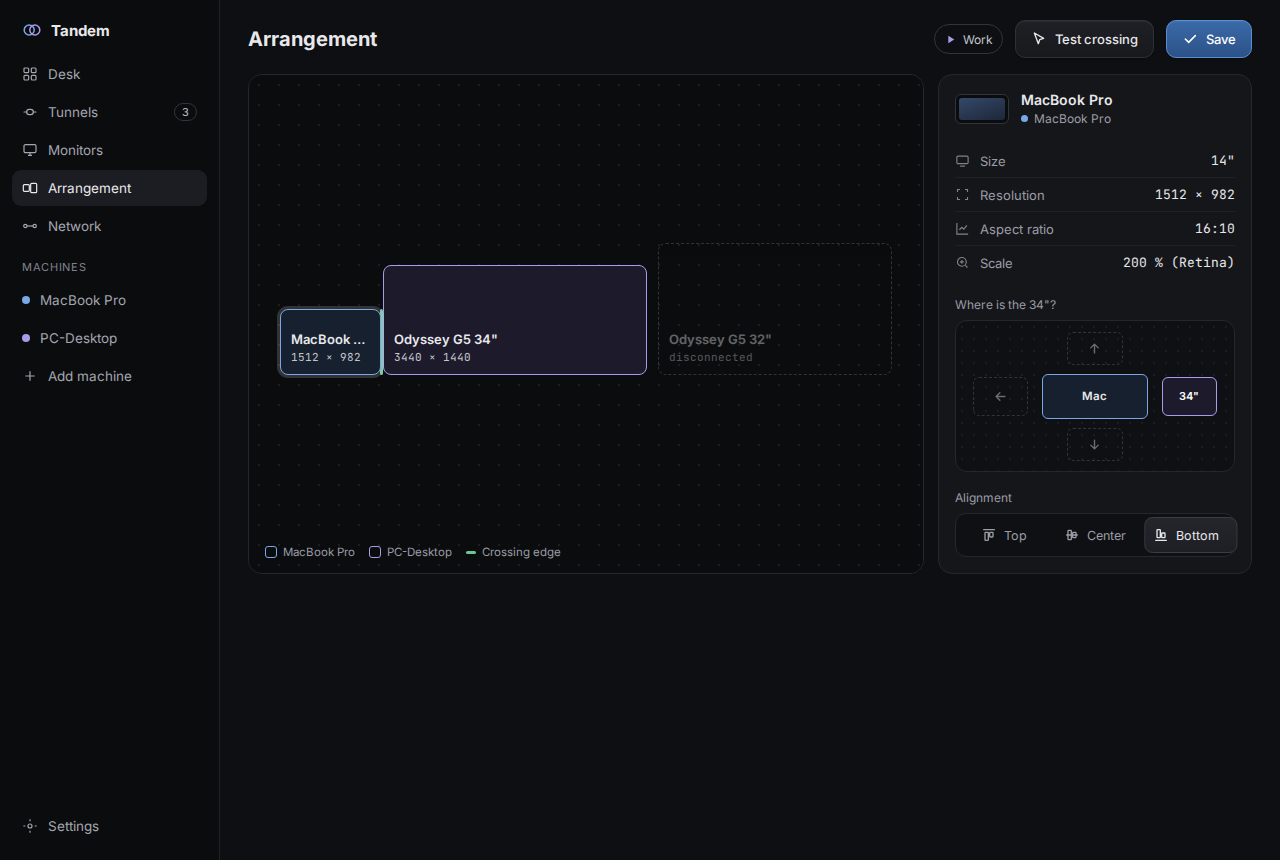 Tandem
Desk
Tunnels 3
Monitors
Arrangement
Network
MACHINES
MacBook Pro
PC-Desktop
Add machine
Settings
Arrangement
Work
Test crossing
Save
MacBook ...
1512 × 982
Odyssey G5 34"
3440 × 1440
Odyssey G5 32"
disconnected
MacBook Pro
PC-Desktop
Crossing edge
MacBook Pro
MacBook Pro
Size 14"
Resolution 1512 × 982
Aspect ratio 16:10
Scale 200 % (Retina)
Where is the 34"?
Mac
34"
Alignment
Top
Center
Bottom